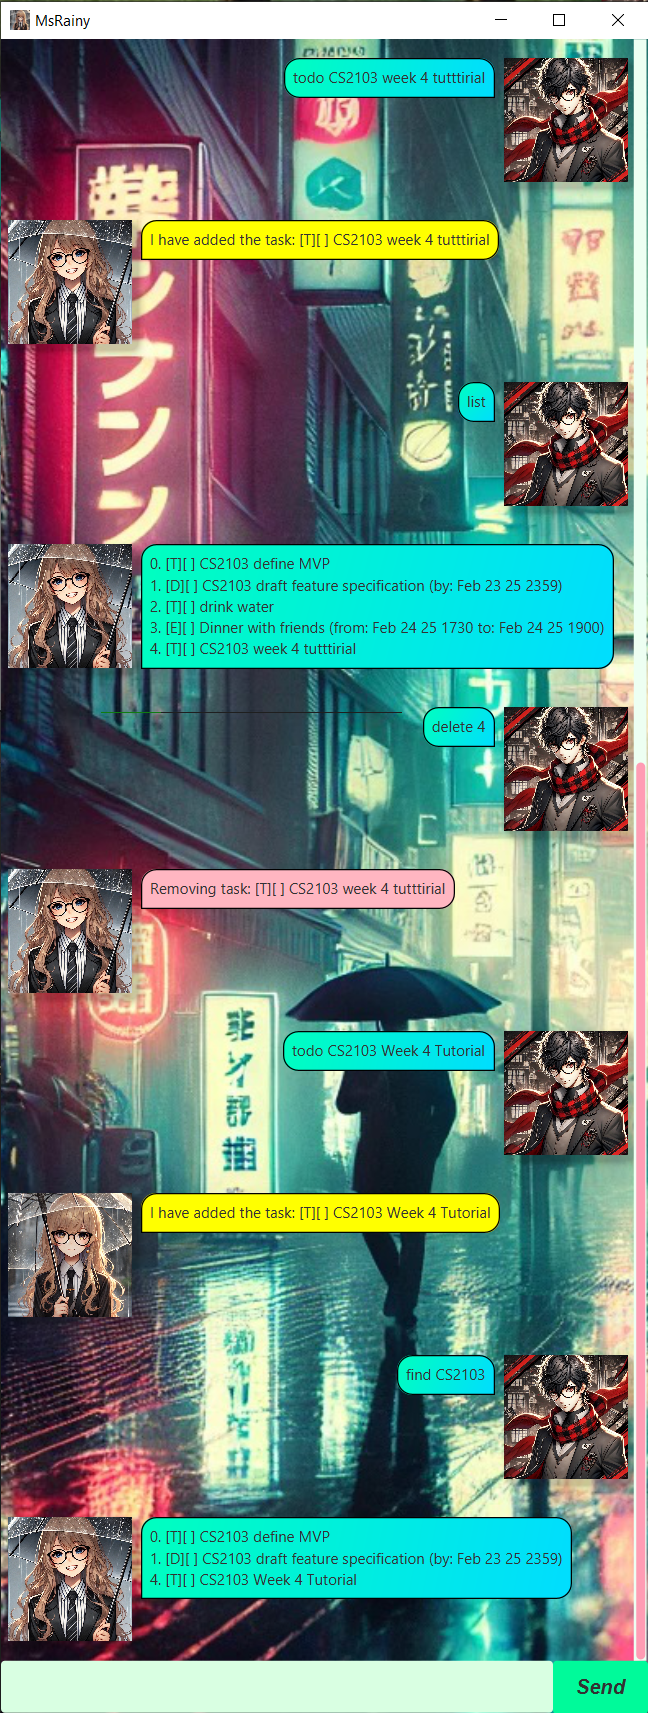 MsRainy
todo CS2103 week 4 tutttirial
I have added the task: [T][ ] CS2103 week 4 tutttirial
list
0. [T][ ] CS2103 define MVP
1. [D][ ] CS2103 draft feature specification (by: Feb 23 25 2359)
2. [T][ ] drink water
3. [E][ ] Dinner with friends (from: Feb 24 25 1730 to: Feb 24 25 1900)
4. [T][ ] CS2103 week 4 tutttirial
delete 4
Removing task: [T][ ] CS2103 week 4 tutttirial
todo CS2103 Week 4 Tutorial
I have added the task: [T][ ] CS2103 Week 4 Tutorial
find CS2103
0. [T][ ] CS2103 define MVP
1. [D][ ] CS2103 draft feature specification (by: Feb 23 25 2359)
4. [T][ ] CS2103 Week 4 Tutorial
Send